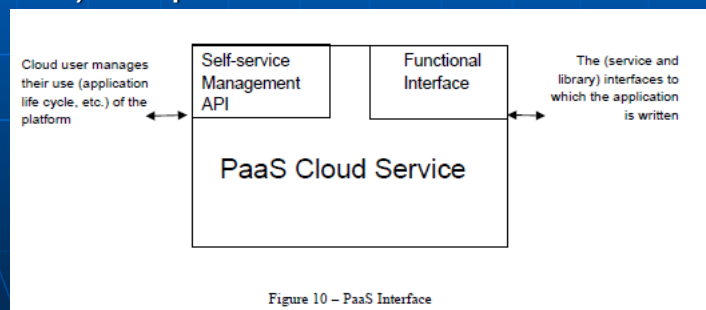 Cloud user manages
their use (application
life cycle, etc.) of the
platform
Self-service
Management
API
Functional
Interface
The (service and
library) interfaces to
which the application
is written
PaaS Cloud Service
Figure 10 – PaaS Interface